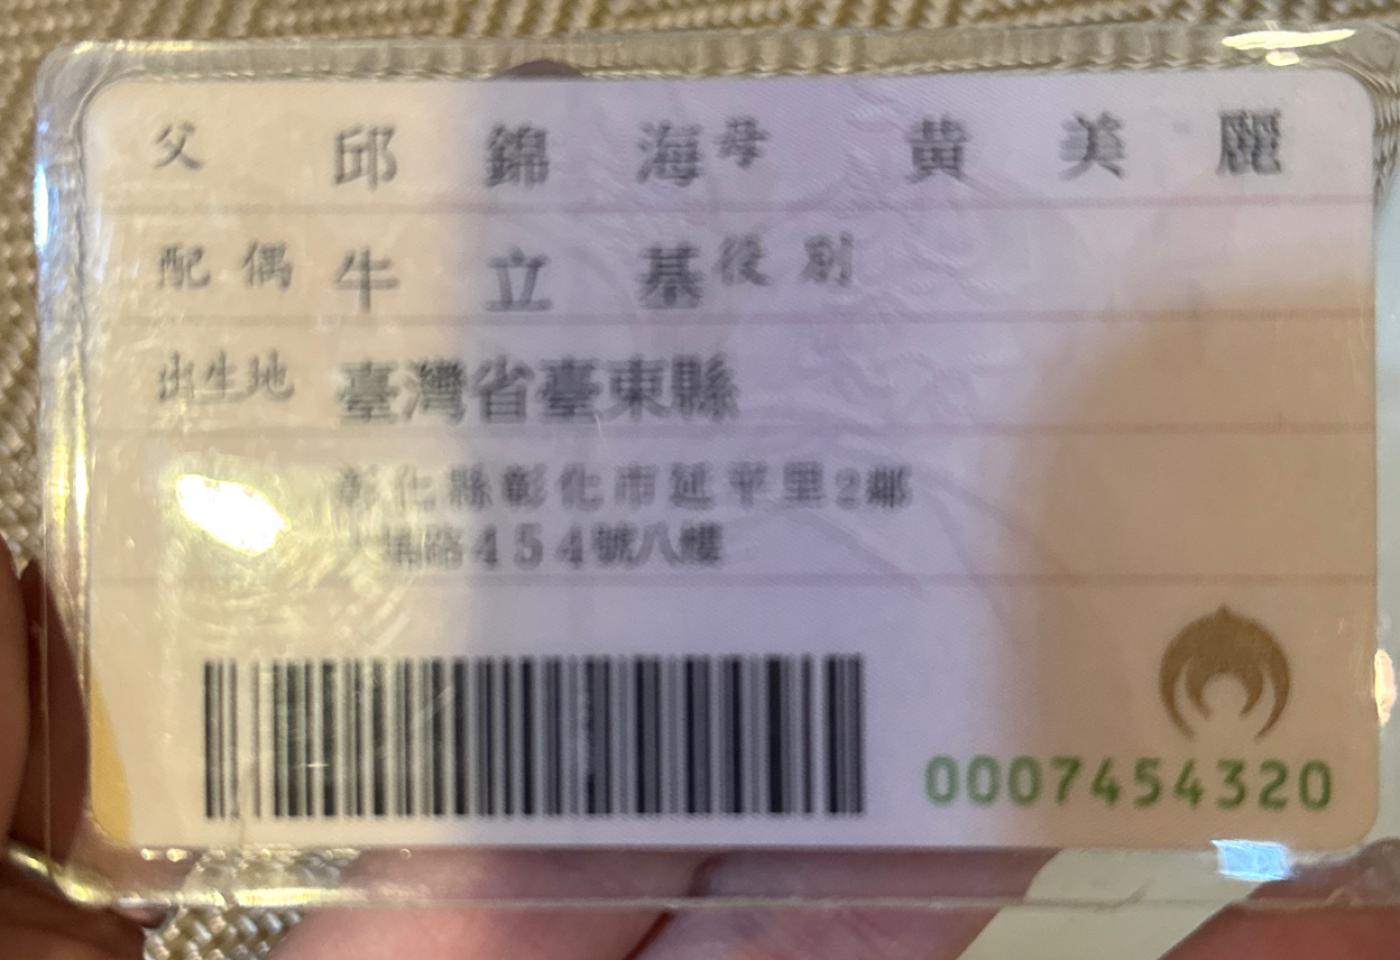 父 邱錦海 母 黃美麗
配偶 牛立基 役別
出生地 臺灣省臺東縣
彰化縣彰化市延平里2鄰
埔路454號八樓
0007454320